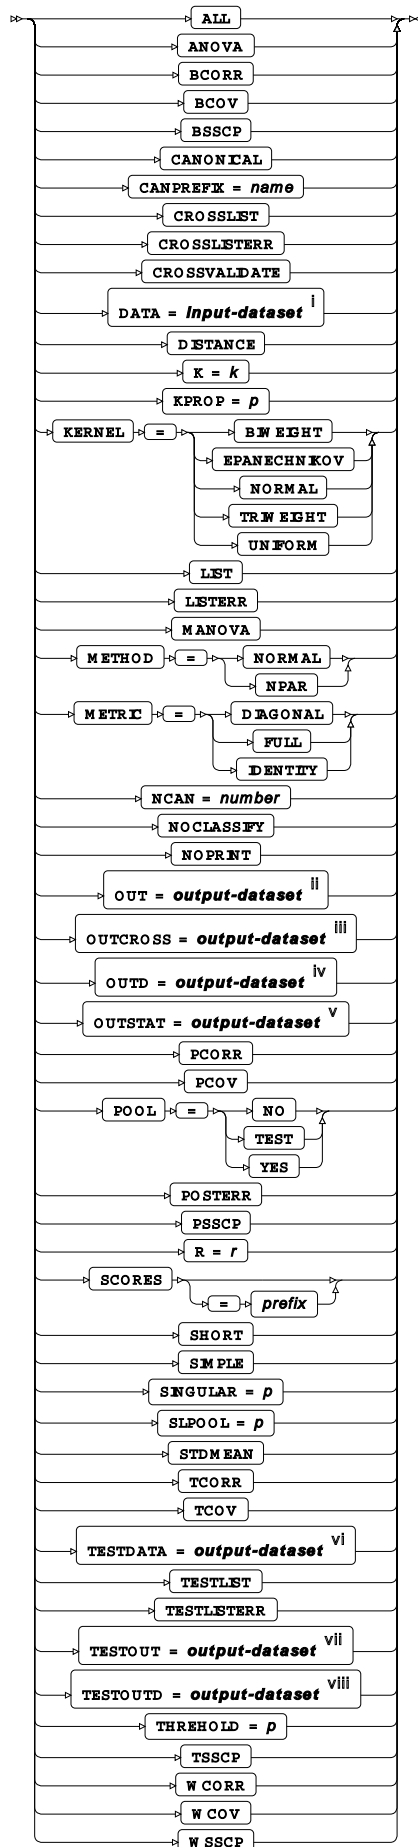 ALL
ANOVA
BCORR
BCOV
BSSCP
CANONICAL
CANPREFIX = name
CROSSLIST
CROSSLISTERR
CROSSVALIDATE
DATA = input-dataset i
DISTANCE
K = k
KPROP = p
KERNEL = BIWEIGHT
EPANECHNIKOV
NORMAL
TRIWEIGHT
UNIFORM
LIST
LISTERR
MANOVA
METHOD = NORMAL
NPAR
METRIC = DIAGONAL
FULL
IDENTITY
NCAN = number
NOCLASSIFY
NOPRINT
OUT = output-dataset ii
OUTCROSS = output-dataset iii
OUTD = output-dataset iv
OUTSTAT = output-dataset v
PCORR
PCOV
POOL = NO
TEST
YES
POSTERR
PSSCP
R = r
SCORES
= prefix
SHORT
SIMPLE
SINGULAR = p
SLPOOL = p
STDMEAN
TCORR
TCOV
TESTDATA = output-dataset vi
TESTLIST
TESTLISTERR
TESTOUT = output-dataset vii
TESTOUTD = output-dataset viii
THREHOLD = p
TSSCP
WCORR
WCOV
WSSCP